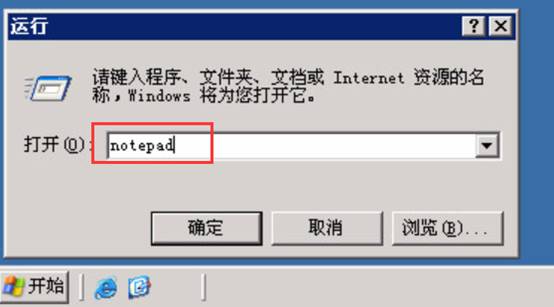 运行
请键入程序、文件夹、文档或 Internet 资源的名
称，Windows 将为您打开它。
打开(O): notepad
确定 取消 浏览(B)...
开始